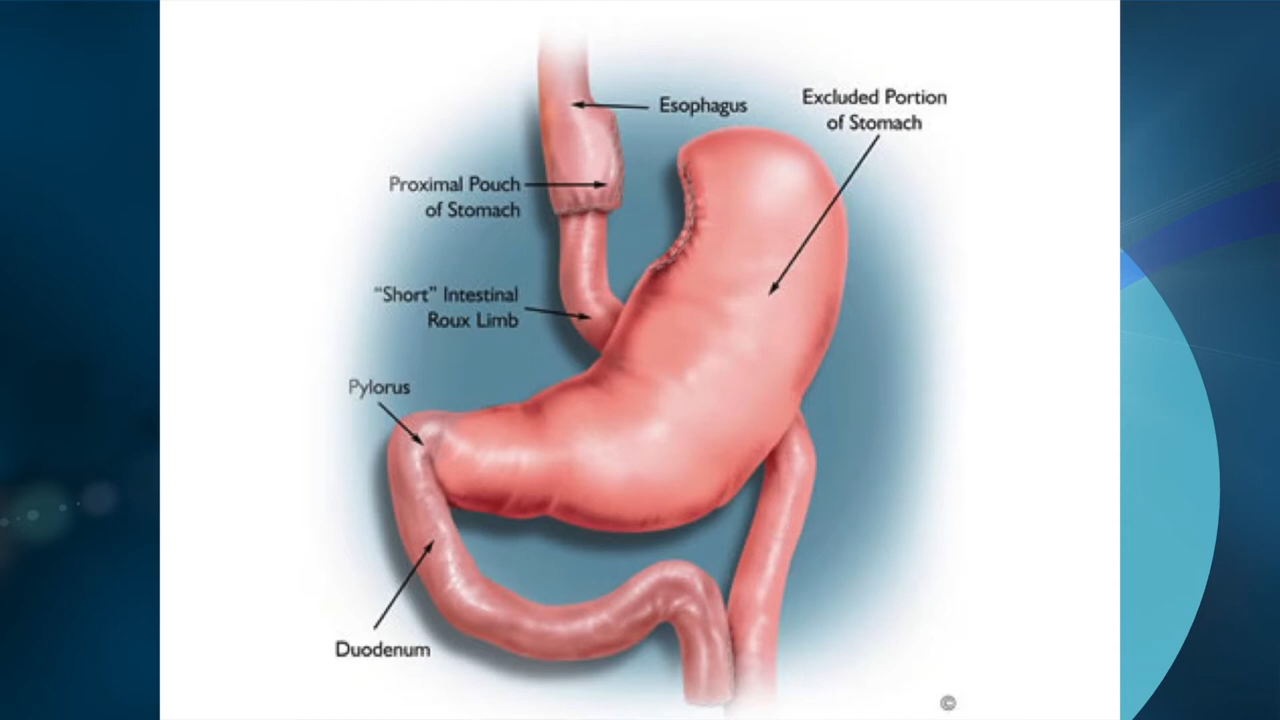 Esophagus
Excluded Portion
of Stomach
Proximal Pouch
of Stomach
“Short” Intestinal
Roux Limb
Pylorus
Duodenum
©